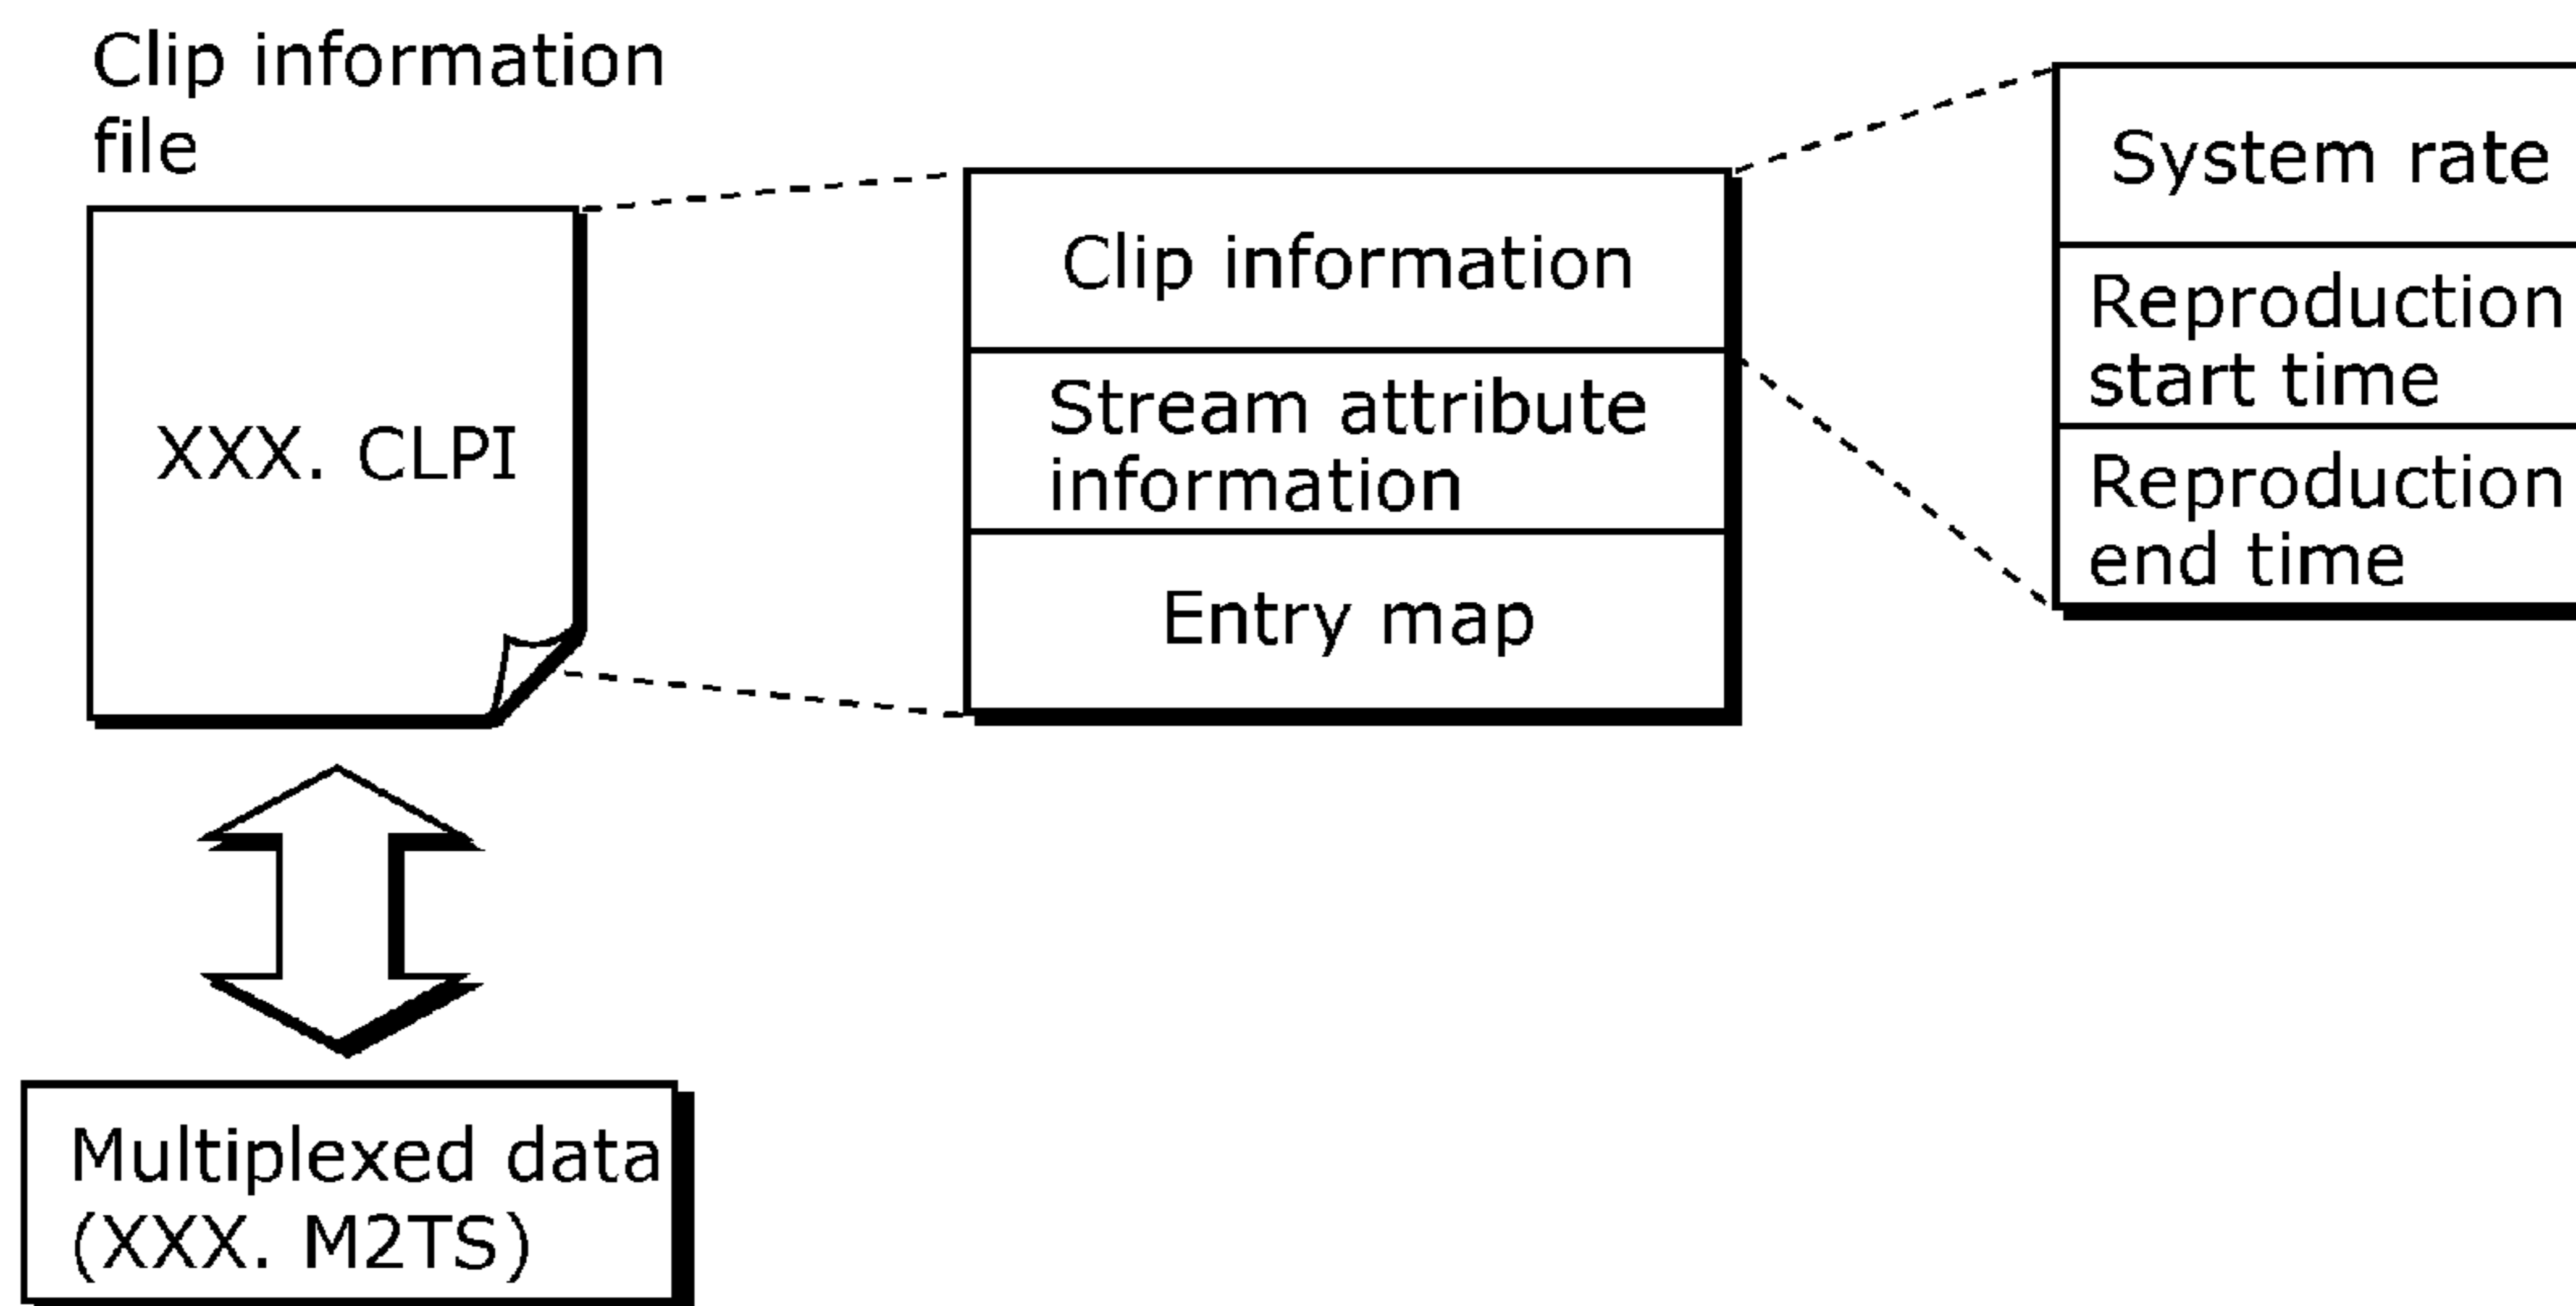 Clip information
file
XXX. CLPI
Multiplexed data
(XXX. M2TS)
Clip information
Stream attribute
information
Entry map
System rate
Reproduction
start time
Reproduction
end time